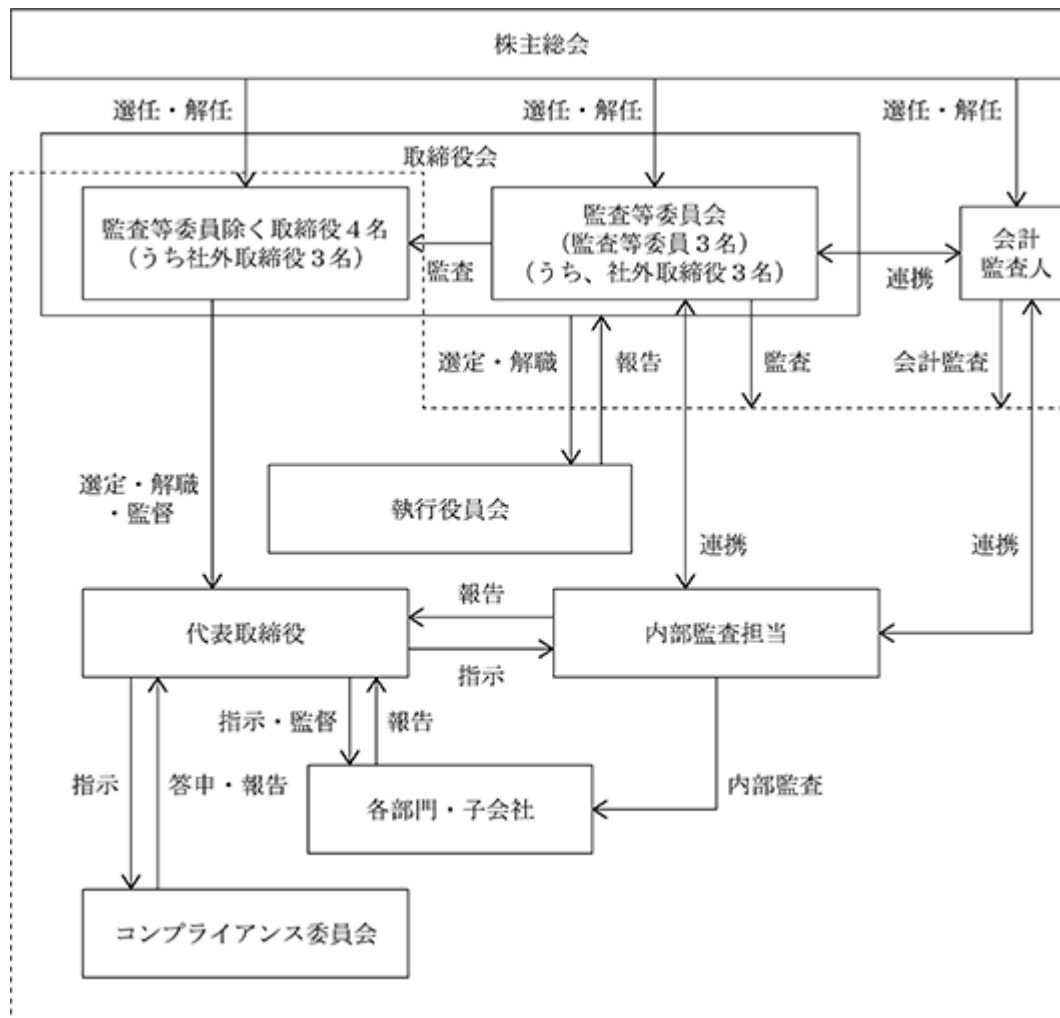 株主総会
選任・解任
選任・解任
選任・解任
取締役会
監査等委員除く取締役4名
（うち社外取締役3名）
監査
監査等委員会
（監査等委員3名）
（うち、社外取締役3名）
連携
会計
監査人
選定・解職
報告
監査
会計監査
選定・解職
・監督
執行役員会
連携
連携
代表取締役
報告
指示
内部監査担当
指示・監督
報告
指示
答申・報告
各部門・子会社
内部監査
コンプライアンス委員会